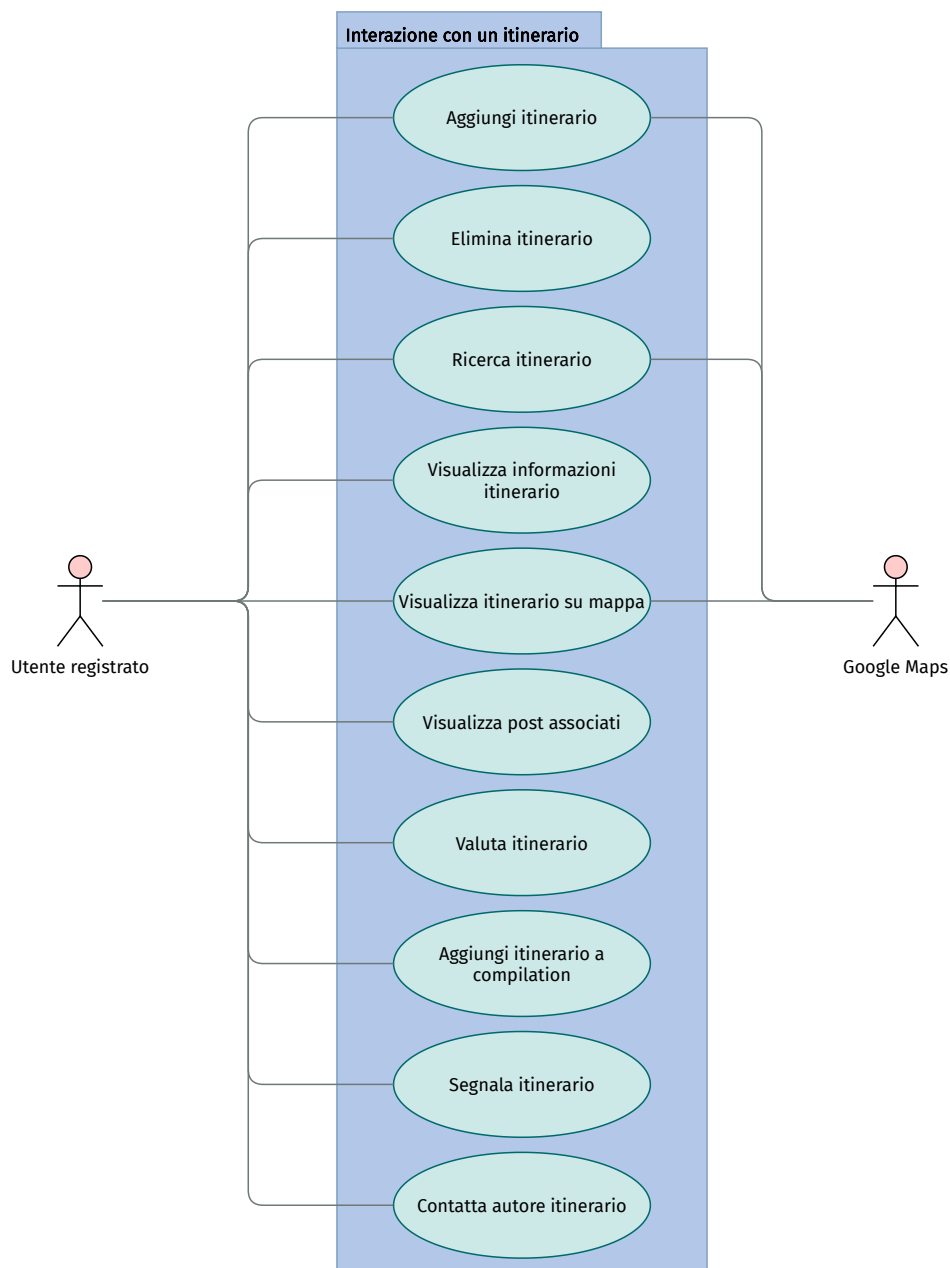 Interazione con un itinerario
Aggiungi itinerario
Elimina itinerario
Ricerca itinerario
Visualizza informazioni
itinerario
Visualizza itinerario su mappa
Utente registrato
Google Maps
Visualizza post associati
Valuta itinerario
Aggiungi itinerario a
compilation
Segnala itinerario
Contatta autore itinerario